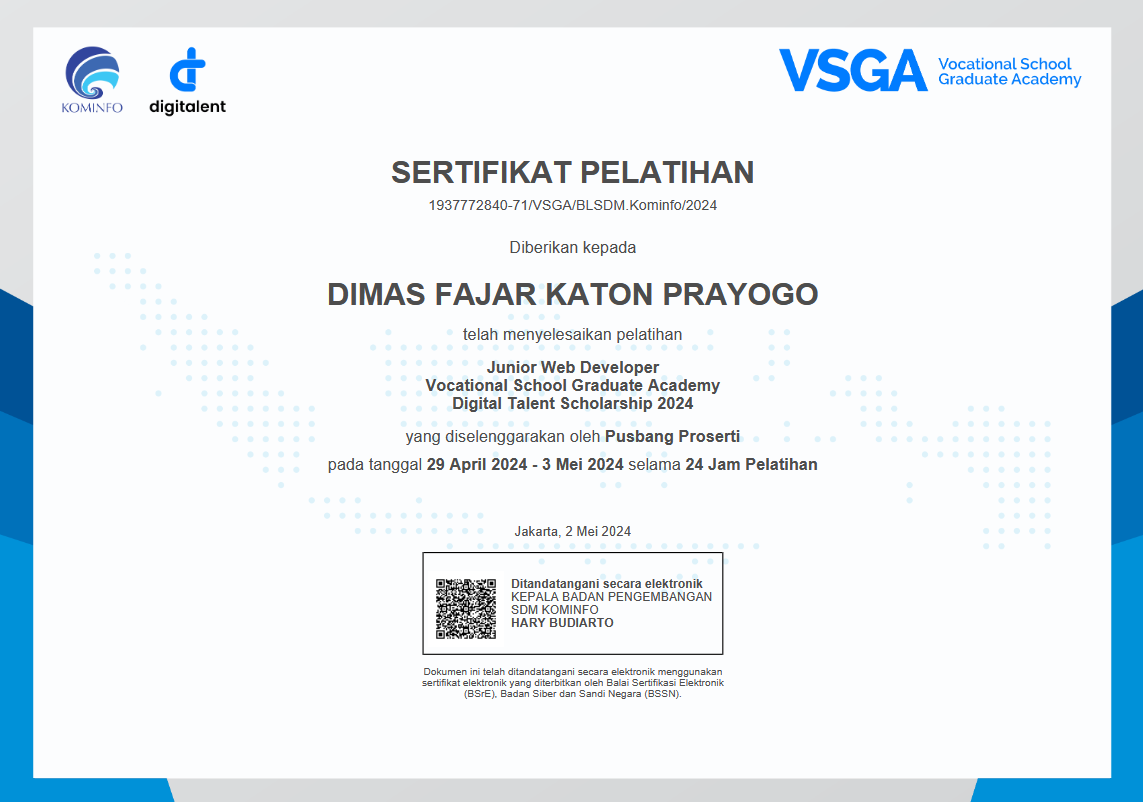 KOMINFO
digitalent
VSGA
Vocational School
Graduate Academy
SERTIFIKAT PELATIHAN
1937772840-71/VSGA/BLSDM.Kominfo/2024
Diberikan kepada
DIMAS FAJAR KATON PRAYOGO
telah menyelesaikan pelatihan
Junior Web Developer
Vocational School Graduate Academy
Digital Talent Scholarship 2024
yang diselenggarakan oleh Pusbang Proserti
pada tanggal 29 April 2024 - 3 Mei 2024 selama 24 Jam Pelatihan
Jakarta, 2 Mei 2024
Ditandatangani secara elektronik
KEPALA BADAN PENGEMBANGAN
SDM KOMINFO
HARY BUDIARTO
Dokumen ini telah ditandatangani secara elektronik menggunakan
sertifikat elektronik yang diterbitkan oleh Balai Sertifikasi Elektronik
(BSrE), Badan Siber dan Sandi Negara (BSSN).